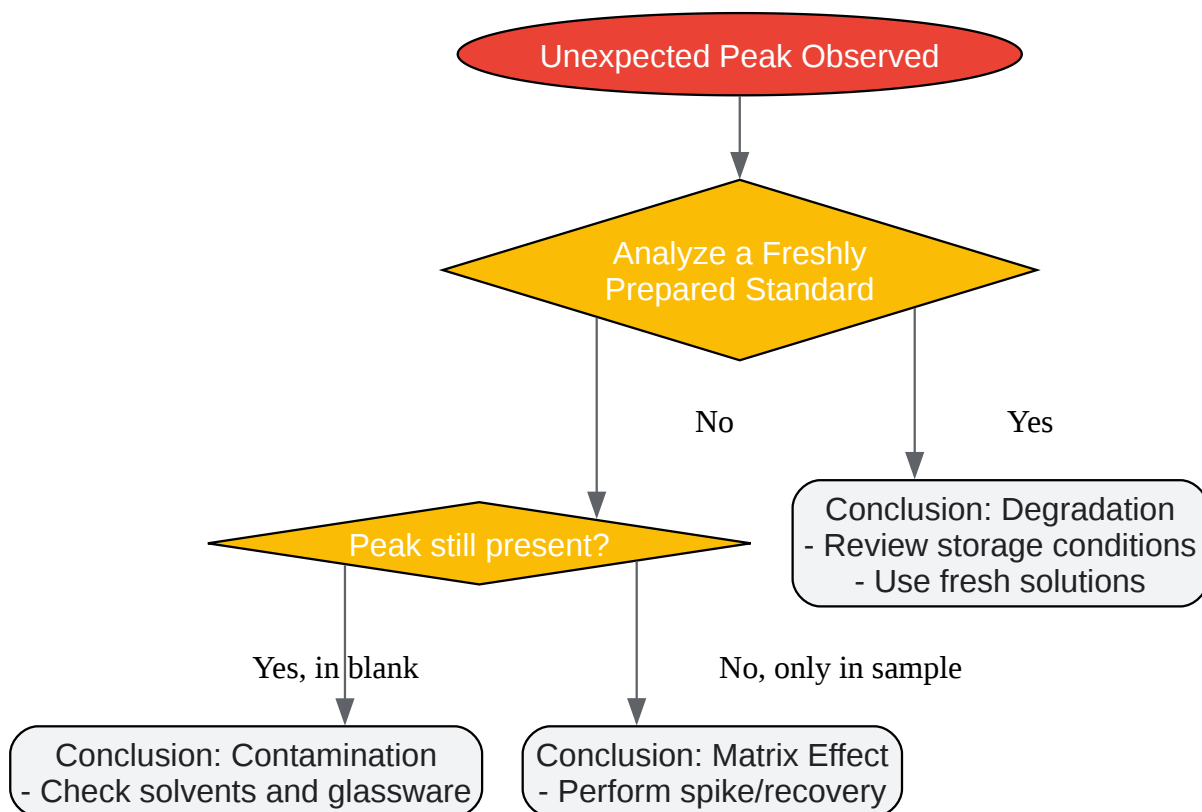 Unexpected Peak Observed
Analyze a Freshly
Prepared Standard
No
Yes
Conclusion: Degradation
- Review storage conditions
- Use fresh solutions
Peak still present?
Yes, in blank
No, only in sample
Conclusion: Contamination
- Check solvents and glassware
Conclusion: Matrix Effect
- Perform spike/recovery